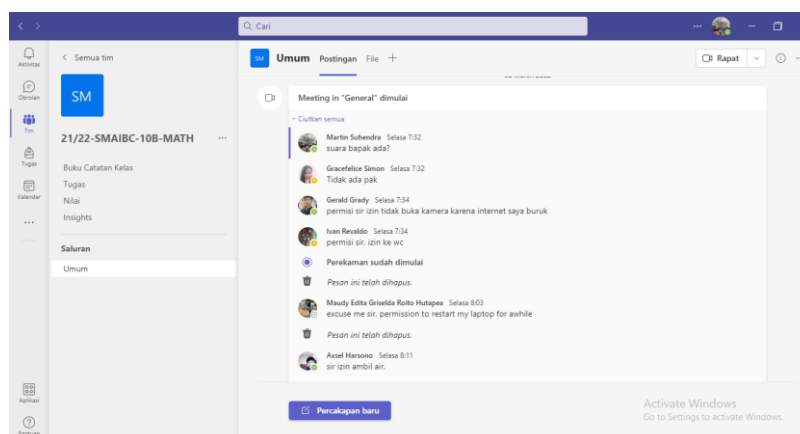 Cari
Aktivitas
Obrolan
Tim
Tugas
Kalender
Aplikasi
Semua tim
SM
21/22-SMAIBC-10B-MATH
Buku Catatan Kelas
Tugas
Nilai
Insights
Saluran
Umum
SM Umum Postingan File
Rapat
Meeting in "General" dimulai
Ciutkan semua
Martin Suhendra Selasa 7:32
suara bapak ada?
Gracefelice Simon Selasa 7:32
Tidak ada pak
Gerald Grady Selasa 7:34
permisi sir izin tidak buka kamera karena internet saya buruk
Ivan Revaldo Selasa 7:34
permisi sir, izin ke wc
Perekaman sudah dimulai
Pesan ini telah dihapus.
Maudy Edita Griselda Roito Hutapea Selasa 8:03
excuse me sir, permission to restart my laptop for awhile
Pesan ini telah dihapus.
Axsel Harsono Selasa 8:11
sir izin ambil air.
Percakapan baru
Activate Windows
Go to Settings to activate Windows.